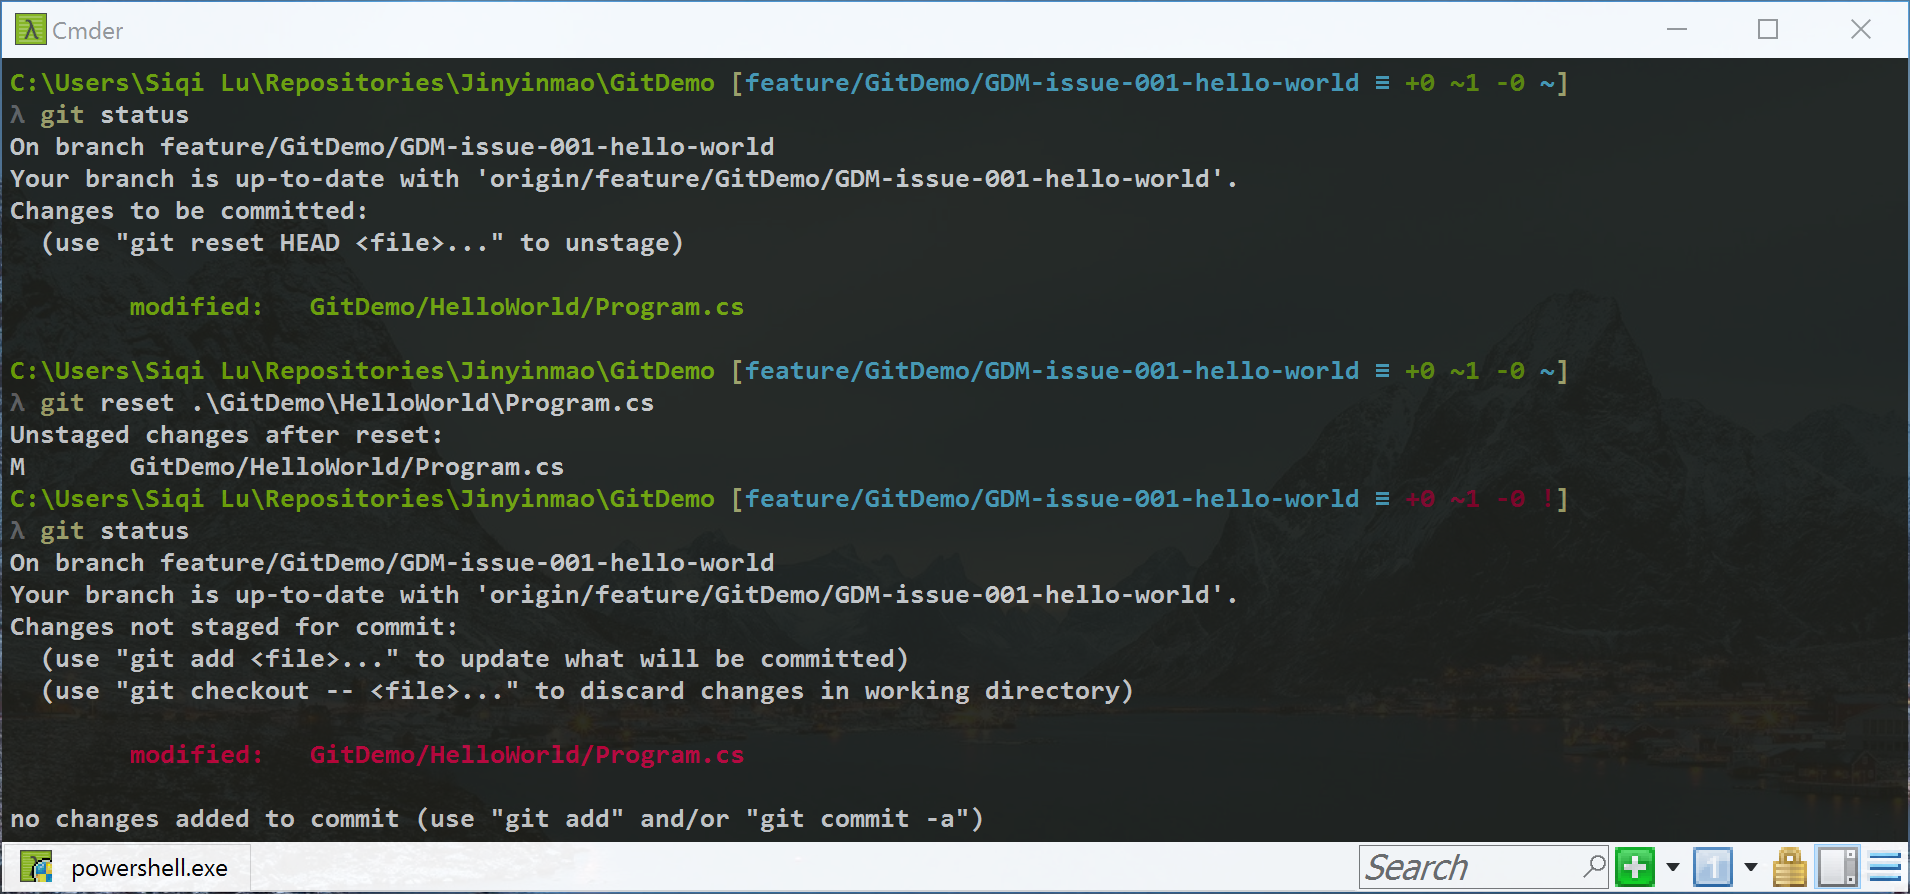 Cmder
C:\Users\Siqi Lu\Repositories\Jinyinmao\GitDemo [feature/GitDemo/GDM-issue-001-hello-world ≡ +0 ~1 -0 ~]
λ git status
On branch feature/GitDemo/GDM-issue-001-hello-world
Your branch is up-to-date with 'origin/feature/GitDemo/GDM-issue-001-hello-world'.
Changes to be committed:
  (use "git reset HEAD <file>..." to unstage)
        modified:   GitDemo/HelloWorld/Program.cs
C:\Users\Siqi Lu\Repositories\Jinyinmao\GitDemo [feature/GitDemo/GDM-issue-001-hello-world ≡ +0 ~1 -0 ~]
λ git reset .\GitDemo\HelloWorld\Program.cs
Unstaged changes after reset:
M       GitDemo/HelloWorld/Program.cs
C:\Users\Siqi Lu\Repositories\Jinyinmao\GitDemo [feature/GitDemo/GDM-issue-001-hello-world ≡ +0 ~1 -0 !]
λ git status
On branch feature/GitDemo/GDM-issue-001-hello-world
Your branch is up-to-date with 'origin/feature/GitDemo/GDM-issue-001-hello-world'.
Changes not staged for commit:
  (use "git add <file>..." to update what will be committed)
  (use "git checkout -- <file>..." to discard changes in working directory)
        modified:   GitDemo/HelloWorld/Program.cs
no changes added to commit (use "git add" and/or "git commit -a")
powershell.exe
Search
1